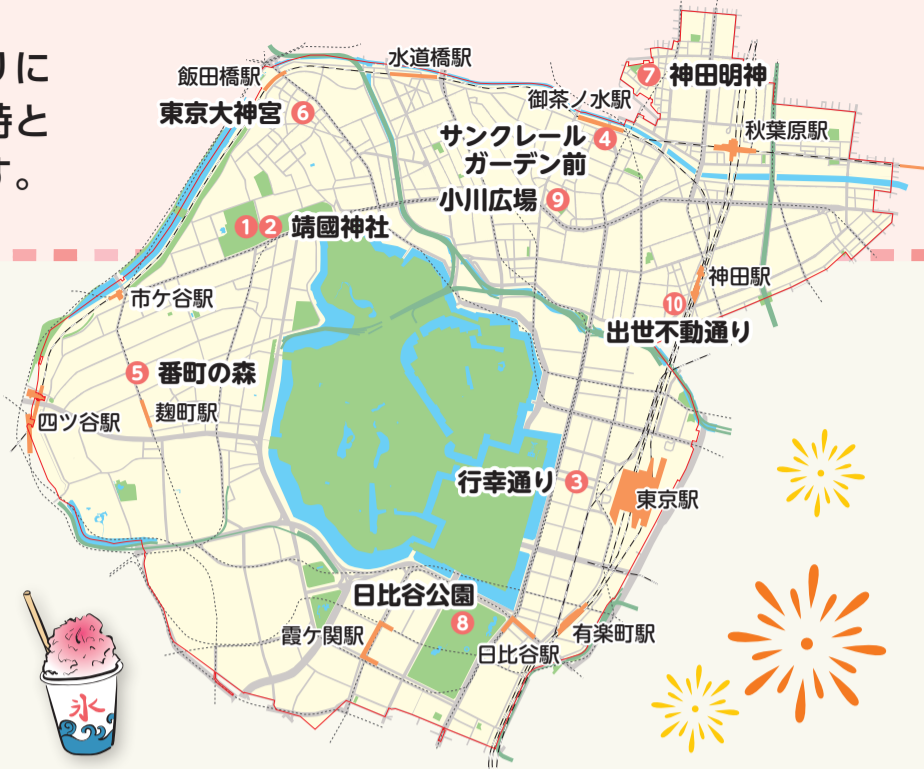 りに
時と
す。
水道橋駅
飯田橋駅
東京大神宮 6
7 神田明神
御茶ノ水駅
サンクレール 4
ガーデン前
秋葉原駅
小川広場 9
1 2 靖國神社
神田駅
市ケ谷駅
10
出世不動通り
5 番町の森
麹町駅
四ツ谷駅
行幸通り 3
東京駅
日比谷公園
8
霞ケ関駅
有楽町駅
日比谷駅
氷